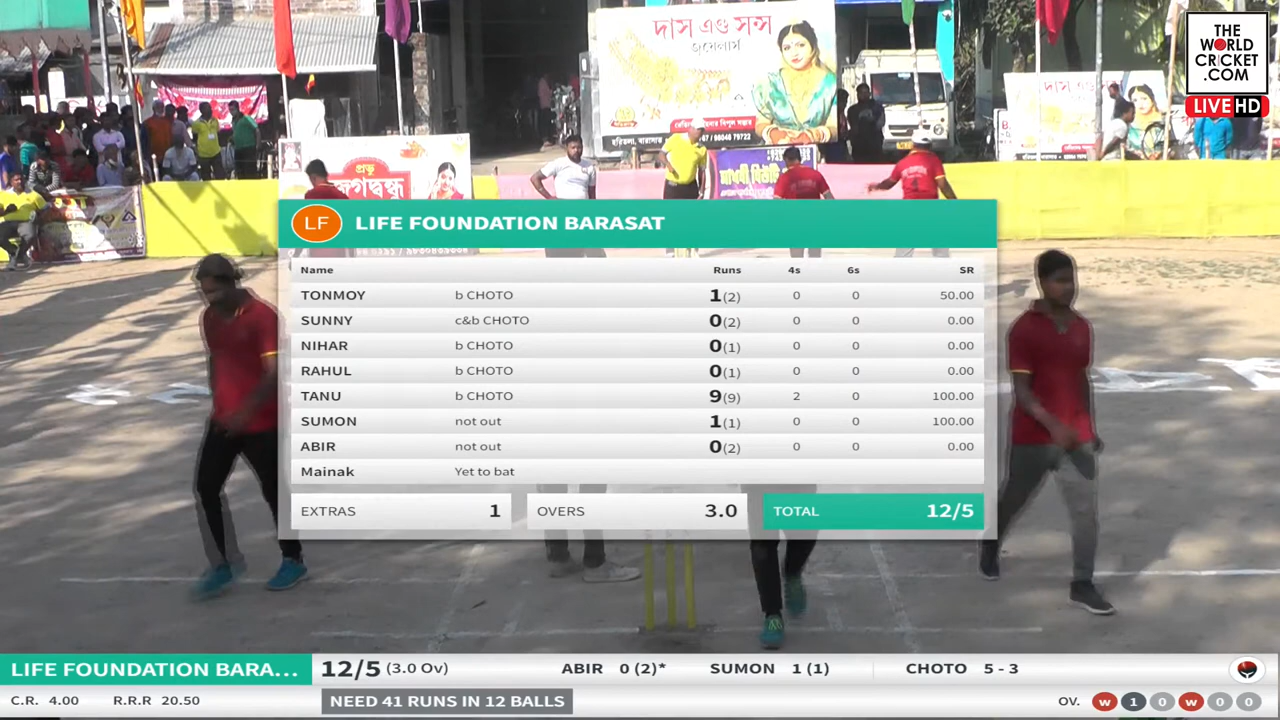 দাস এণ্ড সন্স
জুয়েলার্স
THE
WORLD
CRICKET
.COM
LIVE HD
প্রভু
জগদ্বন্ধু
LF LIFE FOUNDATION BARASAT
Name Runs 4s 6s SR
TONMOY b CHOTO 1(2) 0 0 50.00
SUNNY c&b CHOTO 0(2) 0 0 0.00
NIHAR b CHOTO 0(1) 0 0 0.00
RAHUL b CHOTO 0(1) 0 0 0.00
TANU b CHOTO 9(9) 2 0 100.00
SUMON not out 1(1) 0 0 100.00
ABIR not out 0(2) 0 0 0.00
Mainak Yet to bat
EXTRAS 1 OVERS 3.0 TOTAL 12/5
LIFE FOUNDATION BARA... 12/5 (3.0 Ov) ABIR 0 (2)* SUMON 1 (1) CHOTO 5 - 3
C.R. 4.00 R.R.R 20.50 NEED 41 RUNS IN 12 BALLS OV. w 1 0 w 0 0